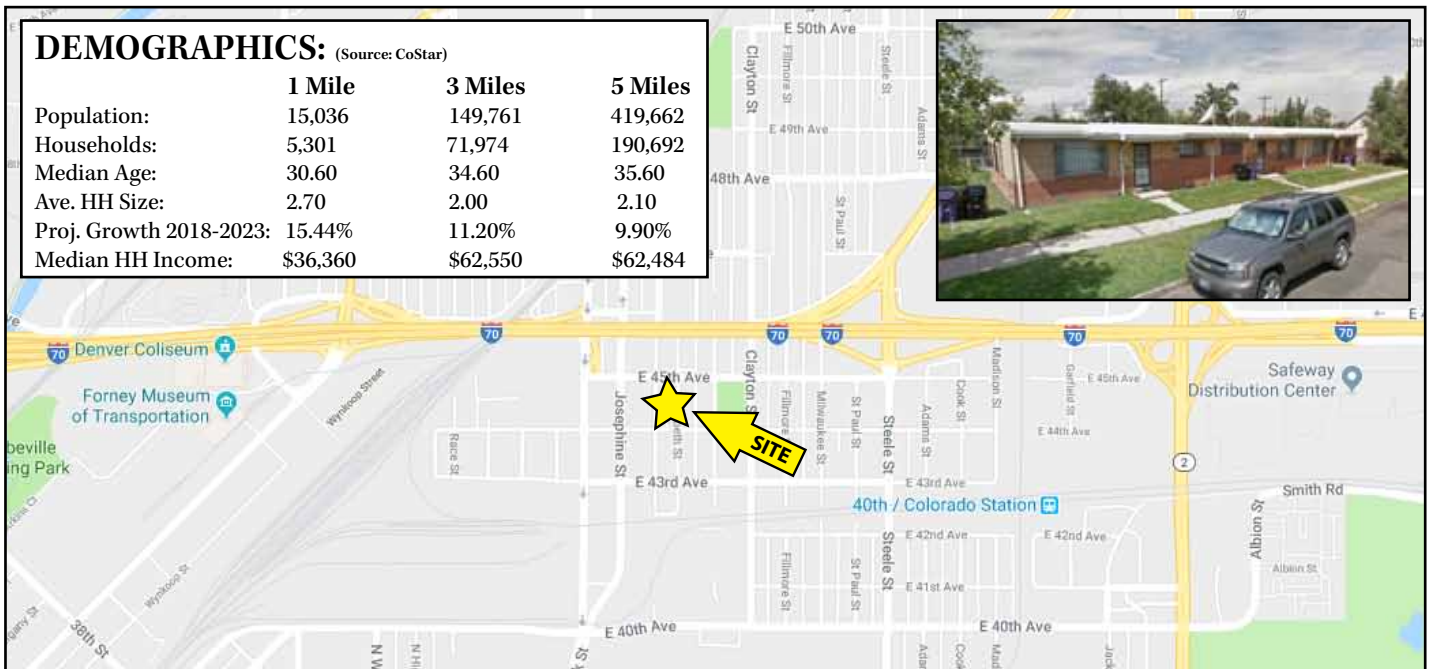 DEMOGRAPHICS: (Source: CoStar)
1 Mile 3 Miles 5 Miles
Population: 15,036 149,761 419,662
Households: 5,301 71,974 190,692
Median Age: 30.60 34.60 35.60
Ave. HH Size: 2.70 2.00 2.10
Proj. Growth 2018-2023: 15.44% 11.20% 9.90%
Median HH Income: $36,360 $62,550 $62,484
E 50th Ave
Clayton St
Fillmore St
Steele St
Adams St
E 49th Ave
48th Ave
St Paul St
70
70
70
70
70
70
Denver Coliseum
Forney Museum
of Transportation
Wynkoop Street
E 45th Ave
Josephine St
Clayton S
Fillmore
Milwaukee St
St Paul St
Steele St
Adams St
Cook St
Madison St
Garfield St
E 45th Ave
Safeway
Distribution Center
E 44th Ave
SITE
beville
ing Park
Race St
E 43rd Ave
E 43rd Ave
2
40th / Colorado Station
Smith Rd
Albion St
E 42nd Ave
E 42nd Ave
Steele St
Fillmore St
St Paul St
E 41st Ave
Albion St
Wynkoop St
38th St
E 40th Ave
E 40th Ave
N W